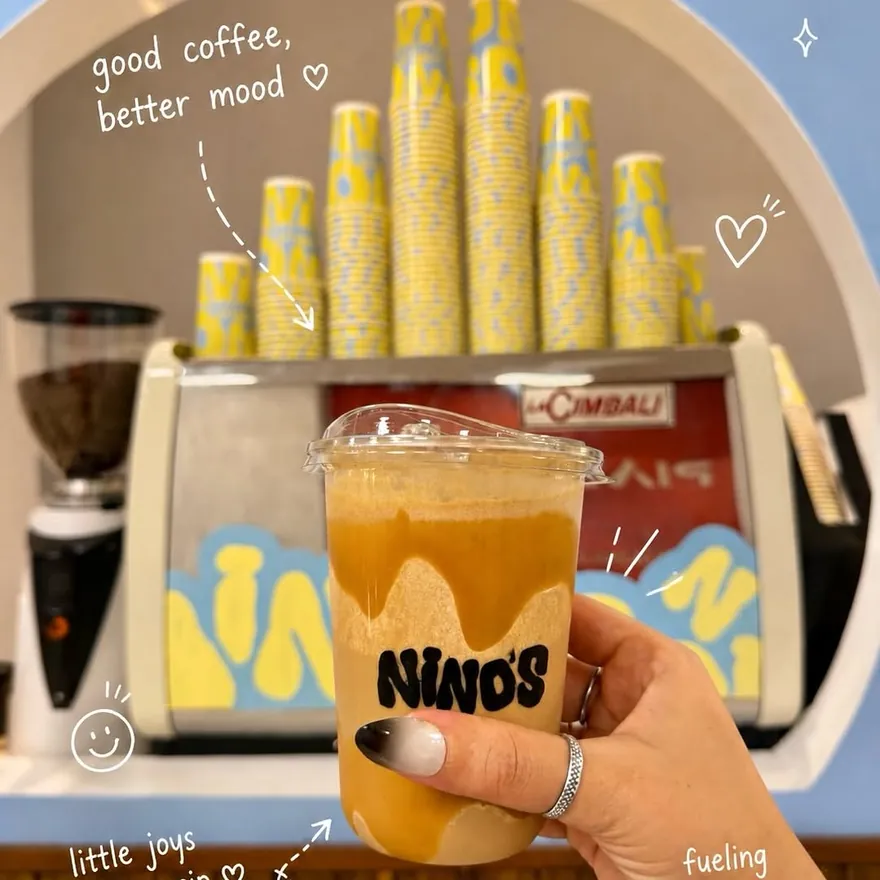 good coffee,
better mood ♡
LA CIMBALI
NINO'S
little joys
fueling